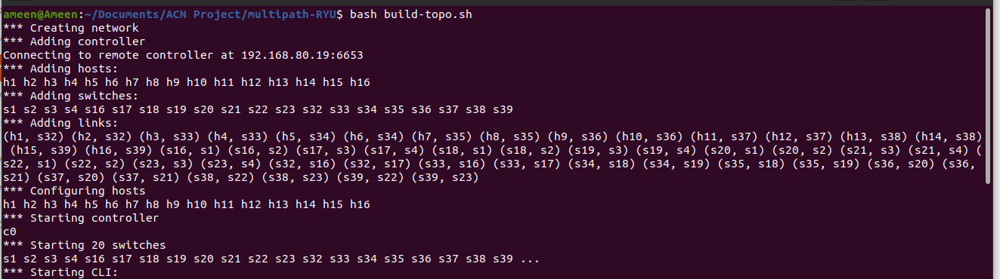 ameen@Ameen:~/Documents/ACN Project/multipath-RYU$ bash build-topo.sh
*** Creating network
*** Adding controller
Connecting to remote controller at 192.168.80.19:6653
*** Adding hosts:
h1 h2 h3 h4 h5 h6 h7 h8 h9 h10 h11 h12 h13 h14 h15 h16
*** Adding switches:
s1 s2 s3 s4 s16 s17 s18 s19 s20 s21 s22 s23 s32 s33 s34 s35 s36 s37 s38 s39
*** Adding links:
(h1, s32) (h2, s32) (h3, s33) (h4, s33) (h5, s34) (h6, s34) (h7, s35) (h8, s35) (h9, s36) (h10, s36) (h11, s37) (h12, s37) (h13, s38) (h14, s38)
(h15, s39) (h16, s39) (s16, s1) (s16, s2) (s17, s3) (s17, s4) (s18, s1) (s18, s2) (s19, s3) (s19, s4) (s20, s1) (s20, s2) (s21, s3) (s21, s4) (
s22, s1) (s22, s2) (s23, s3) (s23, s4) (s32, s16) (s32, s17) (s33, s16) (s33, s17) (s34, s18) (s34, s19) (s35, s18) (s35, s19) (s36, s20) (s36,
s21) (s37, s20) (s37, s21) (s38, s22) (s38, s23) (s39, s22) (s39, s23)
*** Configuring hosts
h1 h2 h3 h4 h5 h6 h7 h8 h9 h10 h11 h12 h13 h14 h15 h16
*** Starting controller
c0
*** Starting 20 switches
s1 s2 s3 s4 s16 s17 s18 s19 s20 s21 s22 s23 s32 s33 s34 s35 s36 s37 s38 s39 ...
*** Starting CLI: